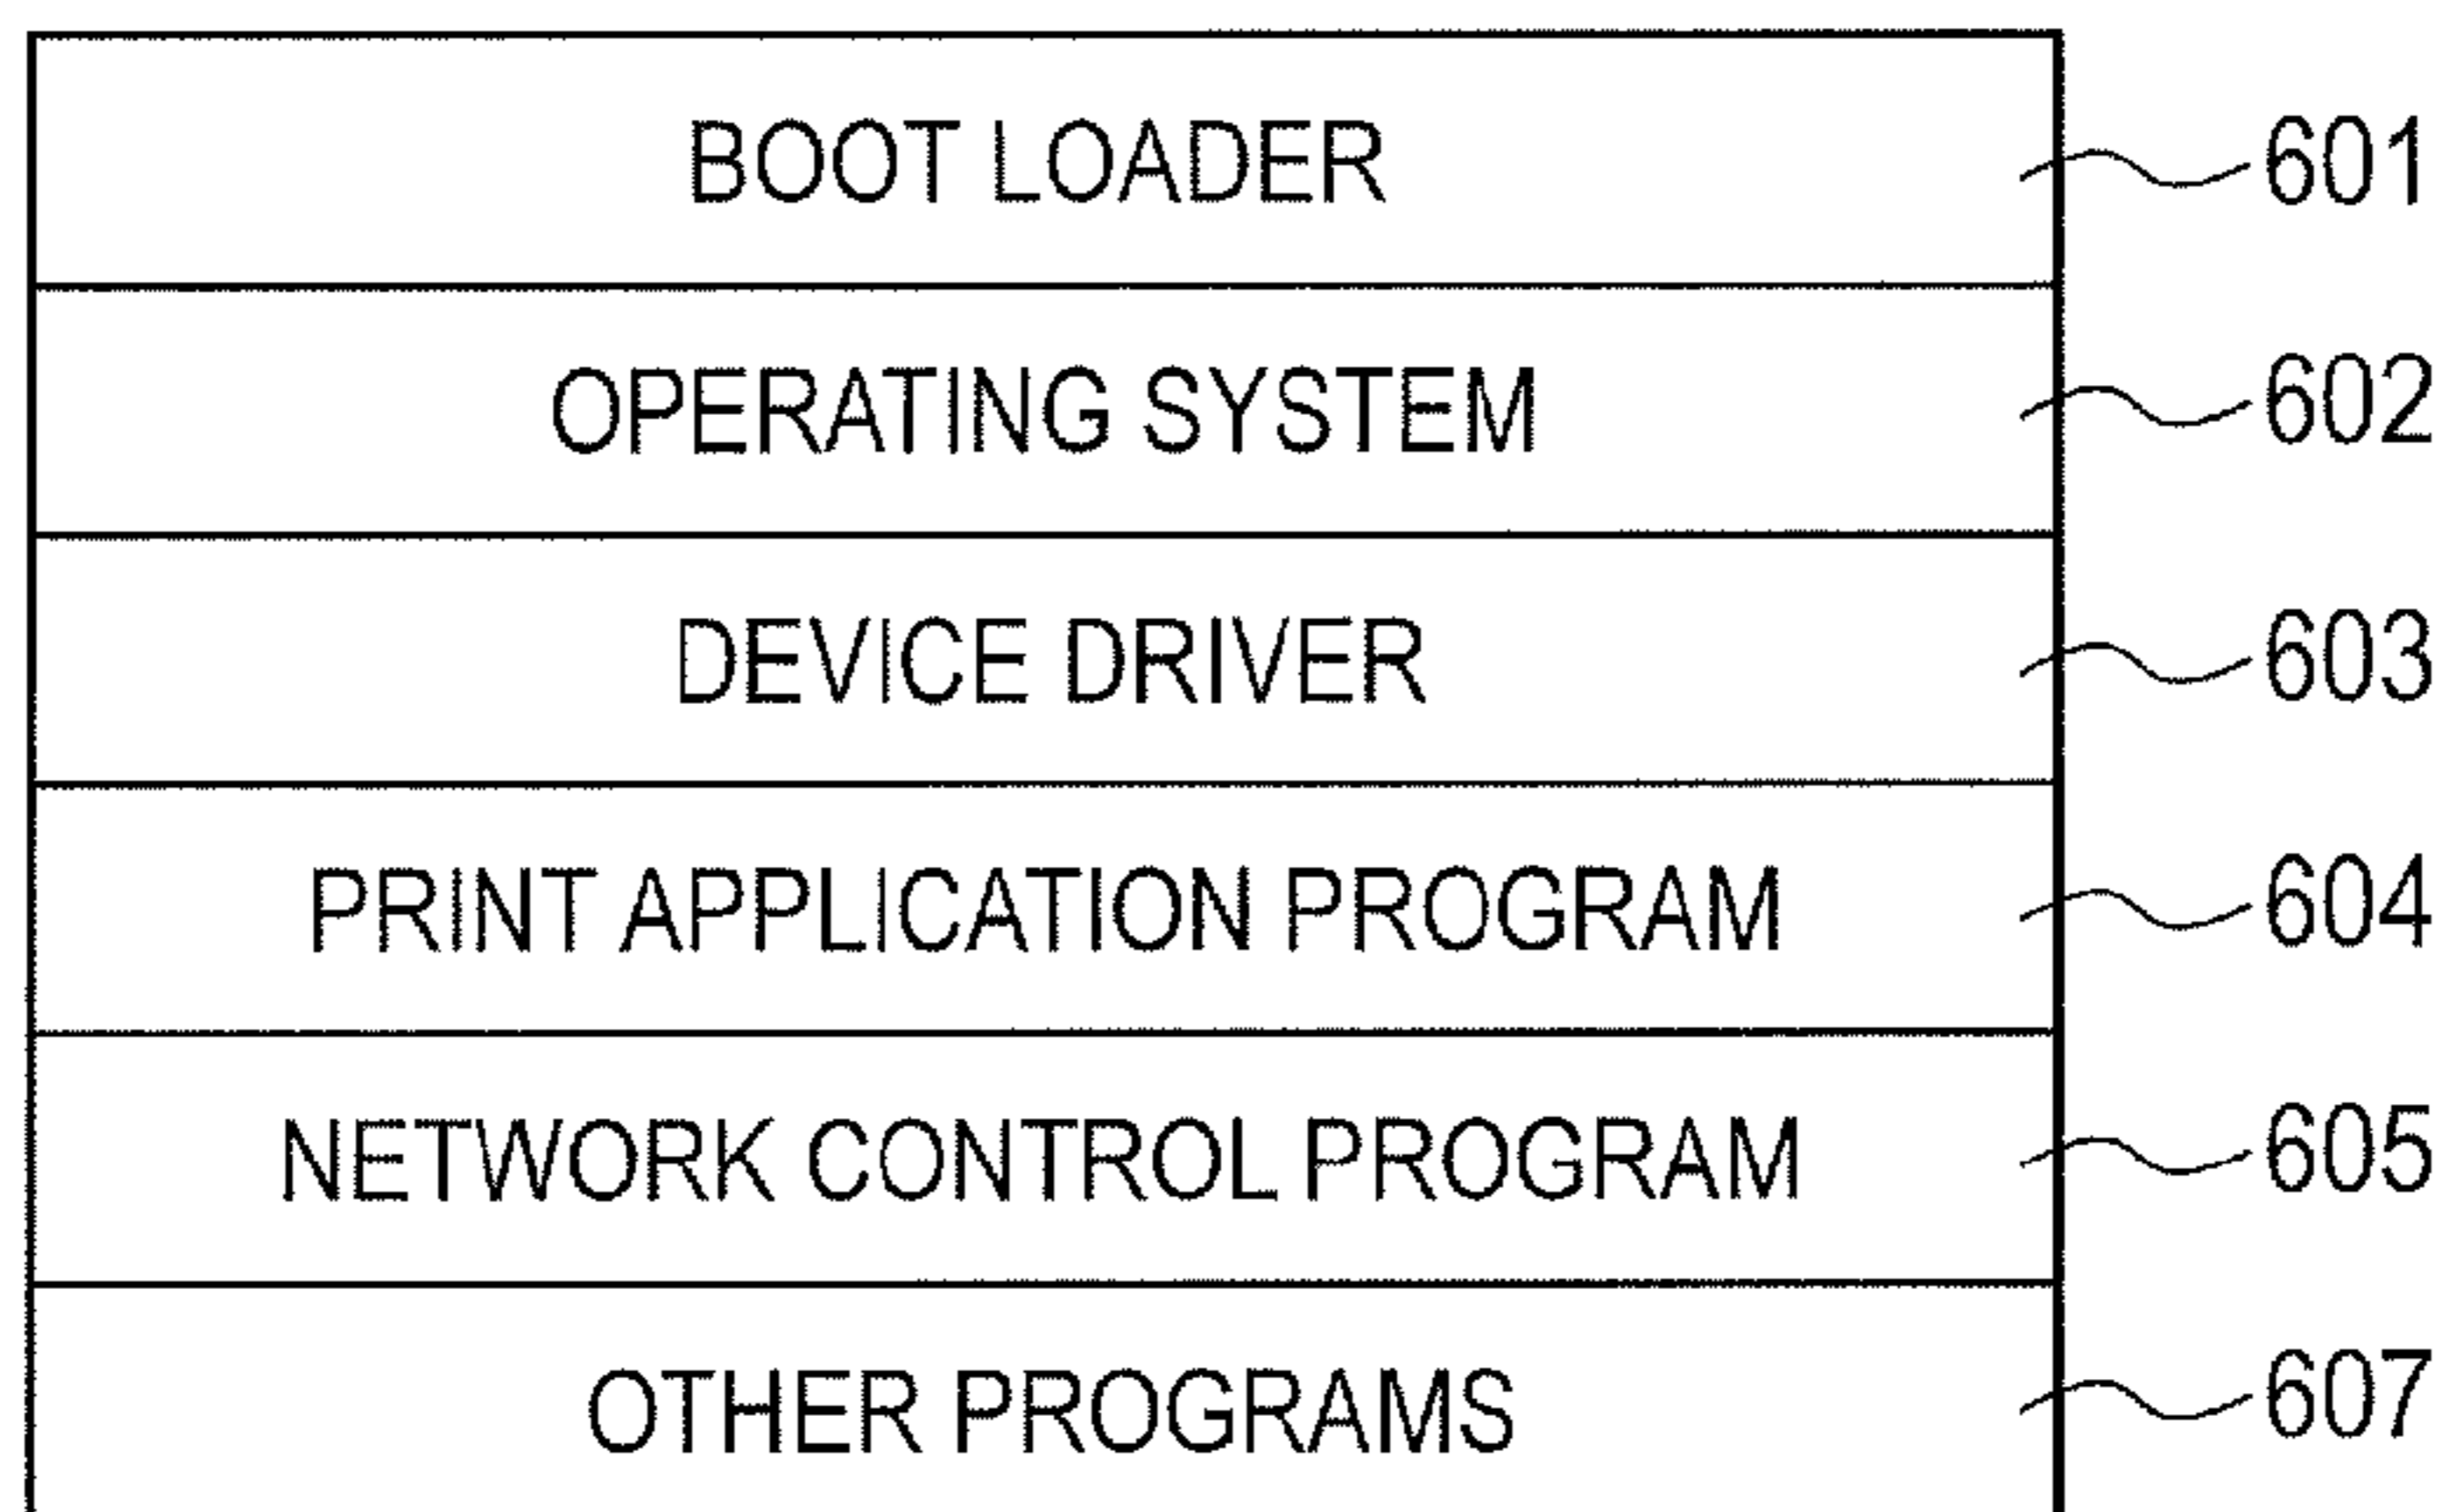 BOOT LOADER 601
OPERATING SYSTEM 602
DEVICE DRIVER 603
PRINT APPLICATION PROGRAM 604
NETWORK CONTROL PROGRAM 605
OTHER PROGRAMS 607